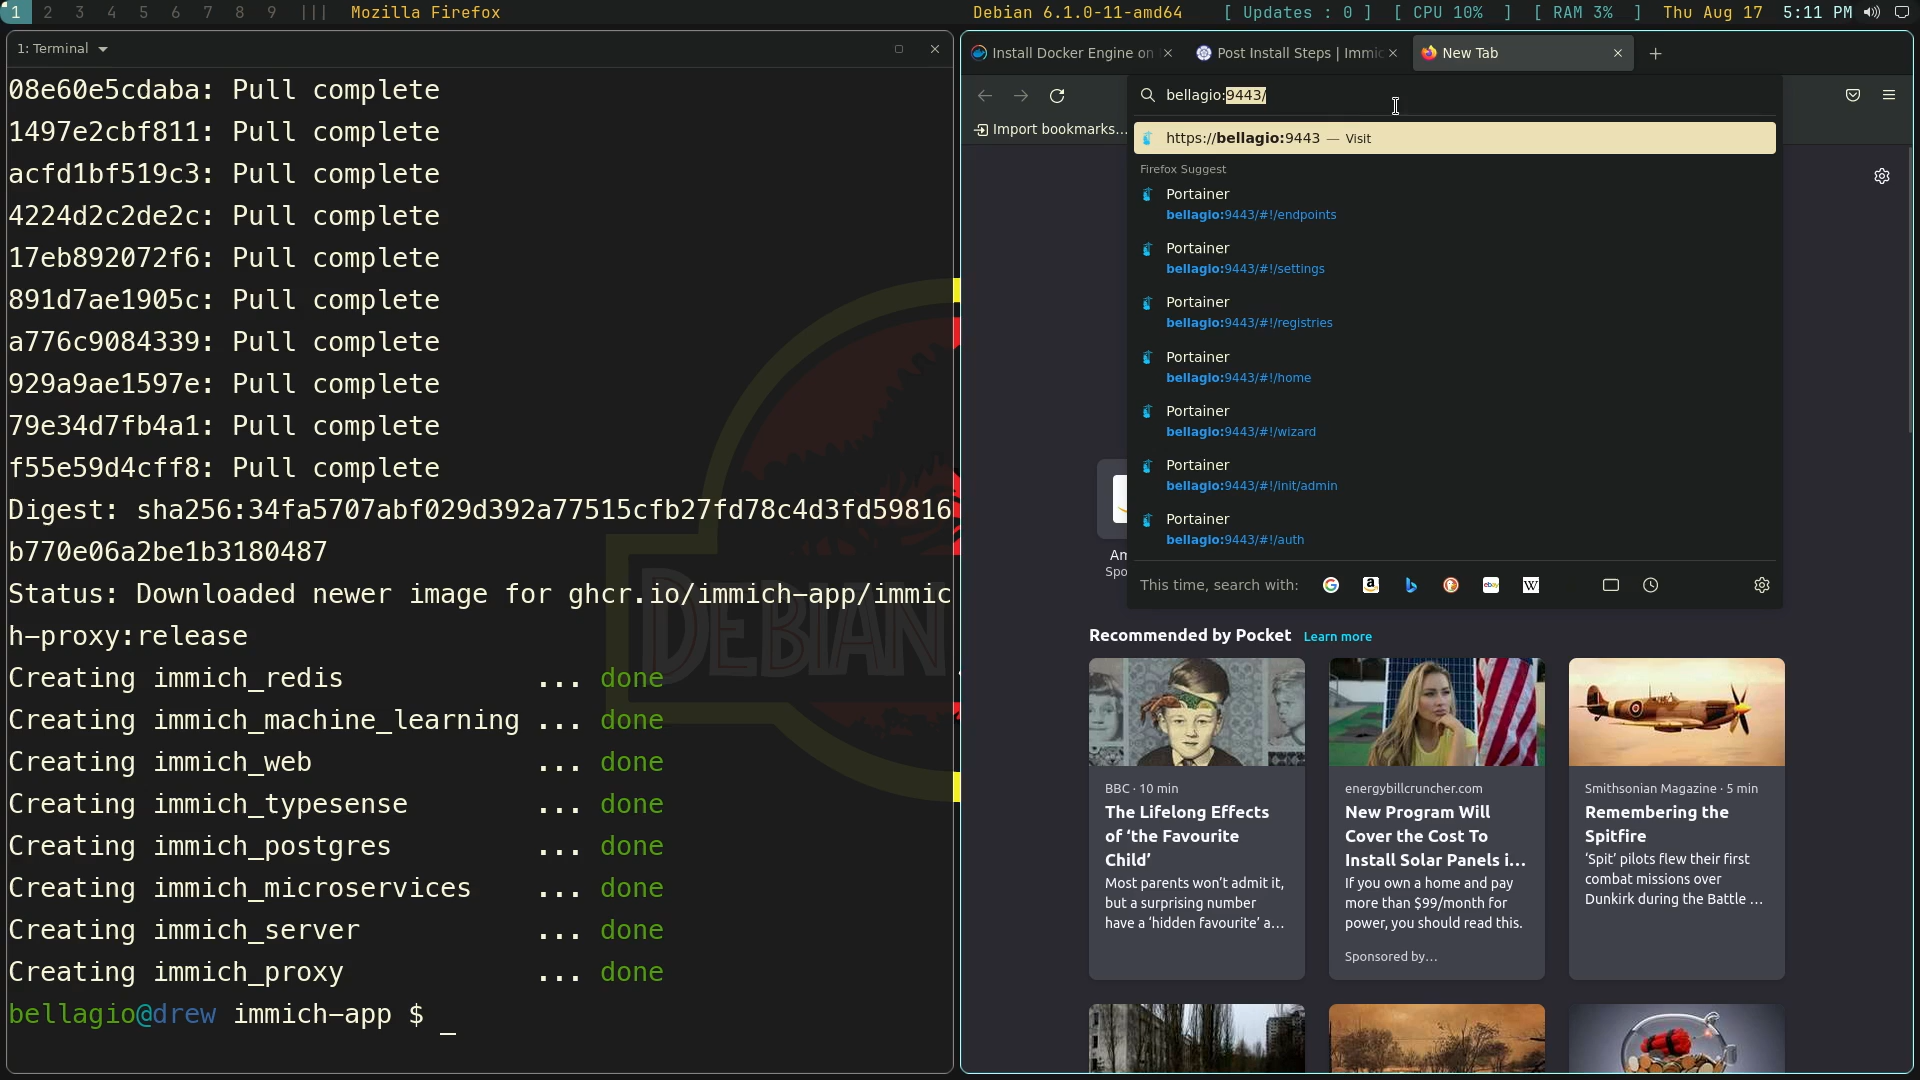 1 2 3 4 5 6 7 8 9 ||| Mozilla Firefox
Debian 6.1.0-11-amd64 [ Updates : 0 ] [ CPU 10% ] [ RAM 3% ] Thu Aug 17 5:11 PM
1: Terminal
08e60e5cdaba: Pull complete
1497e2cbf811: Pull complete
acfd1bf519c3: Pull complete
4224d2c2de2c: Pull complete
17eb892072f6: Pull complete
891d7ae1905c: Pull complete
a776c9084339: Pull complete
929a9ae1597e: Pull complete
79e34d7fb4a1: Pull complete
f55e59d4cff8: Pull complete
Digest: sha256:34fa5707abf029d392a77515cfb27fd78c4d3fd59816
b770e06a2be1b3180487
Status: Downloaded newer image for ghcr.io/immich-app/immic
h-proxy:release
Creating immich_redis ... done
Creating immich_machine_learning ... done
Creating immich_web ... done
Creating immich_typesense ... done
Creating immich_postgres ... done
Creating immich_microservices ... done
Creating immich_server ... done
Creating immich_proxy ... done
bellagio@drew immich-app $ _
DEBIAN
Install Docker Engine on
Post Install Steps | Immic
New Tab
bellagio:9443/
Import bookmarks...
https://bellagio:9443 — Visit
Firefox Suggest
Portainer
bellagio:9443/#!/endpoints
Portainer
bellagio:9443/#!/settings
Portainer
bellagio:9443/#!/registries
Portainer
bellagio:9443/#!/home
Portainer
bellagio:9443/#!/wizard
Portainer
bellagio:9443/#!/init/admin
Portainer
bellagio:9443/#!/auth
This time, search with:
Am
Spo
Recommended by Pocket Learn more
BBC · 10 min
The Lifelong Effects
of ‘the Favourite
Child’
Most parents won’t admit it,
but a surprising number
have a ‘hidden favourite’ a…
energybillcruncher.com
New Program Will
Cover the Cost To
Install Solar Panels i…
If you own a home and pay
more than $99/month for
power, you should read this.
Sponsored by…
Smithsonian Magazine · 5 min
Remembering the
Spitfire
‘Spit’ pilots flew their first
combat missions over
Dunkirk during the Battle …